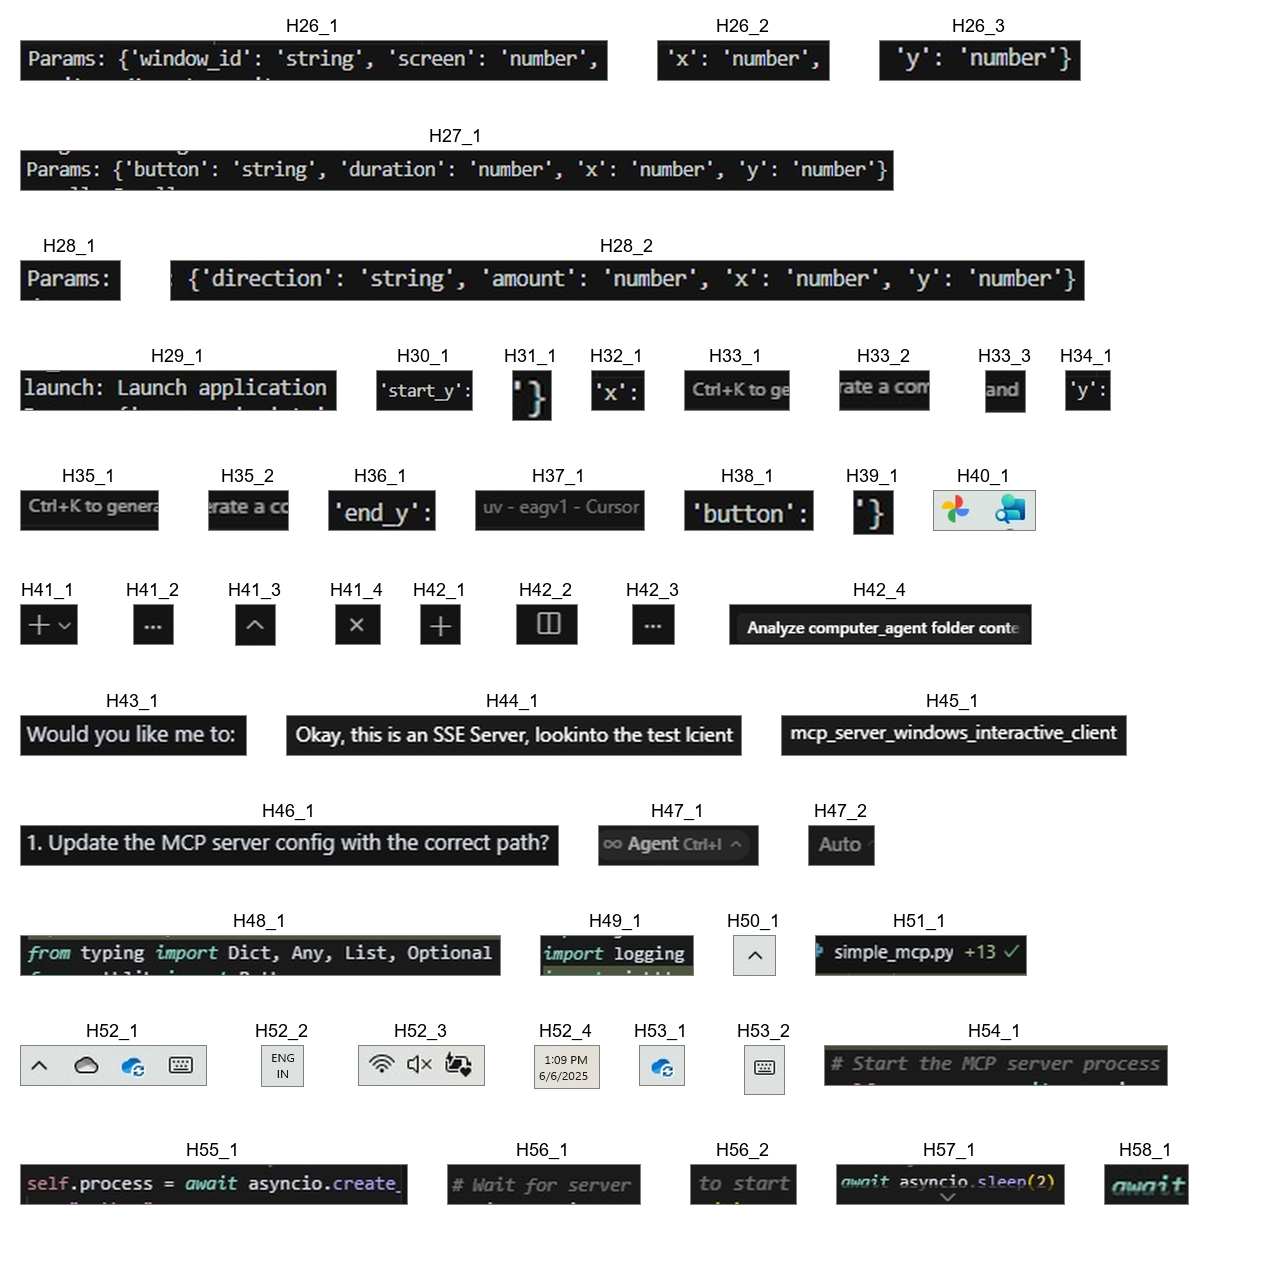 H26_1 H26_2 H26_3
Params: {'window_id': 'string', 'screen': 'number', 'x': 'number', 'y': 'number'}
H27_1
Params: {'button': 'string', 'duration': 'number', 'x': 'number', 'y': 'number'}
H28_1 H28_2
Params: : {'direction': 'string', 'amount': 'number', 'x': 'number', 'y': 'number'}
H29_1 H30_1 H31_1 H32_1 H33_1 H33_2 H33_3 H34_1
launch: Launch application 'start_y': '} 'x': Ctrl+K to ge rate a com and 'y':
H35_1 H35_2 H36_1 H37_1 H38_1 H39_1 H40_1
Ctrl+K to genera erate a co 'end_y': uv - eagv1 - Cursor 'button': '}
H41_1 H41_2 H41_3 H41_4 H42_1 H42_2 H42_3 H42_4
Analyze computer_agent folder conte
H43_1 H44_1 H45_1
Would you like me to: Okay, this is an SSE Server, lookinto the test lcient mcp_server_windows_interactive_client
H46_1 H47_1 H47_2
1. Update the MCP server config with the correct path? ∞ Agent Ctrl+I ^ Auto
H48_1 H49_1 H50_1 H51_1
from typing import Dict, Any, List, Optional import logging simple_mcp.py +13 ✓
H52_1 H52_2 H52_3 H52_4 H53_1 H53_2 H54_1
ENG 1:09 PM # Start the MCP server process
IN 6/6/2025
H55_1 H56_1 H56_2 H57_1 H58_1
self.process = await asyncio.create_ # Wait for server to start await asyncio.sleep(2) await